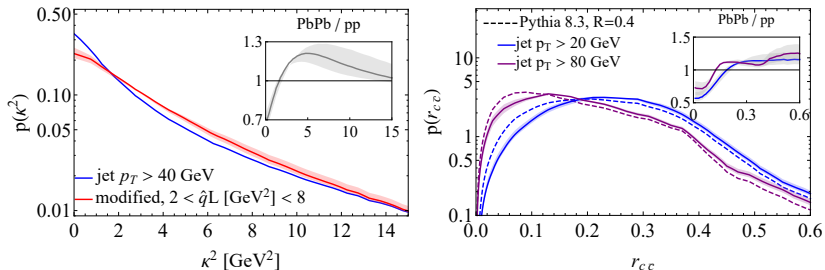 PbPb / pp
1.3
1
0.7
0 5 10 15
p(κ²)
0.50
0.10
0.05
0.01
jet p_T > 40 GeV
modified, 2 < q̂L [GeV²] < 8
0 2 4 6 8 10 12 14
κ² [GeV²]
Pythia 8.3, R=0.4
jet p_T > 20 GeV
jet p_T > 80 GeV
PbPb / pp
1.5
1
0.5
0 0.3 0.6
p(r_{c c̄})
10
5
1
0.5
0.1
0.0 0.1 0.2 0.3 0.4 0.5 0.6
r_{c c̄}